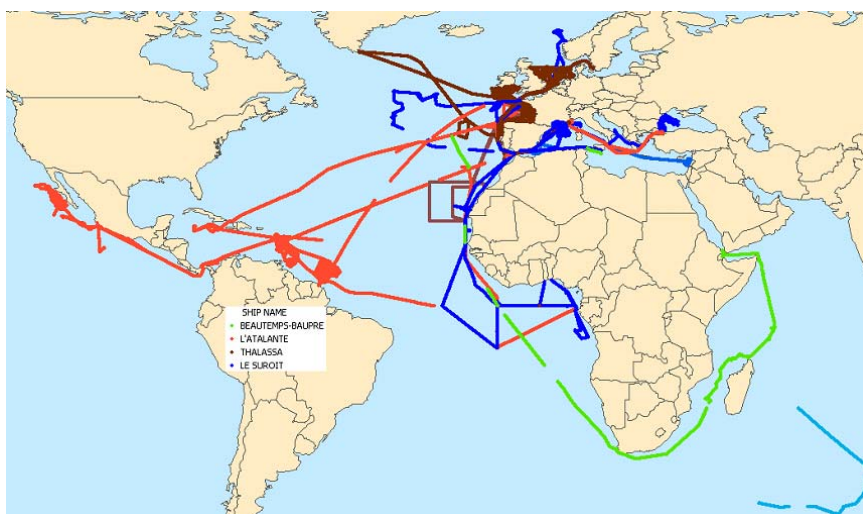 SHIP NAME
BEAUTEMPS-BAUPRE
L'ATALANTE
THALASSA
LE SUROIT